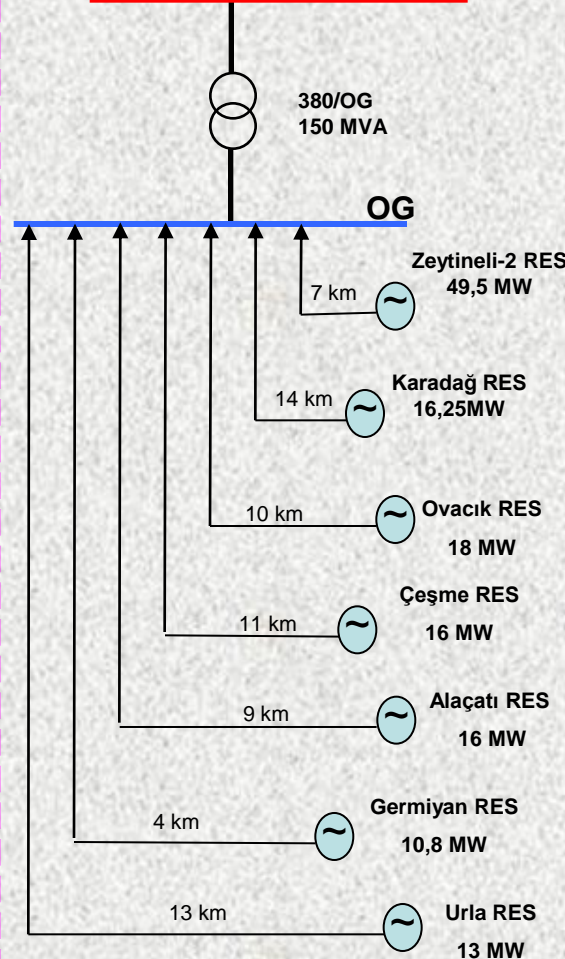 380/OG
150 MVA
OG
Zeytineli-2 RES
49,5 MW
7 km
~
Karadağ RES
16,25MW
14 km
~
Ovacık RES
18 MW
10 km
~
Çeşme RES
16 MW
11 km
~
Alaçatı RES
16 MW
9 km
~
Germiyan RES
10,8 MW
4 km
~
Urla RES
13 MW
13 km
~